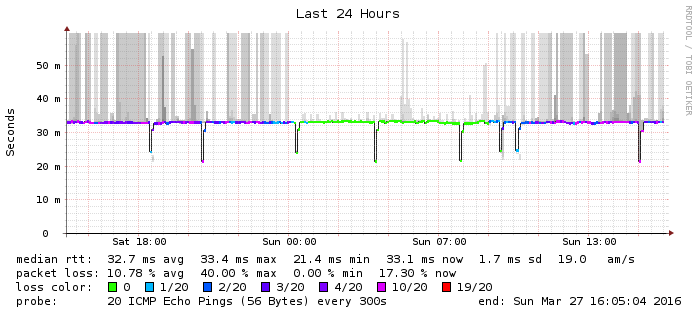 Last 24 Hours
RRDTOOL / TOBI OETIKER
Seconds
50 m
40 m
30 m
20 m
10 m
0
Sat 18:00 Sun 00:00 Sun 07:00 Sun 13:00
median rtt: 32.7 ms avg 33.4 ms max 21.4 ms min 33.1 ms now 1.7 ms sd 19.0 am/s
packet loss: 10.78 % avg 40.00 % max 0.00 % min 17.30 % now
loss color: 0 1/20 2/20 3/20 4/20 10/20 19/20
probe: 20 ICMP Echo Pings (56 Bytes) every 300s end: Sun Mar 27 16:05:04 2016